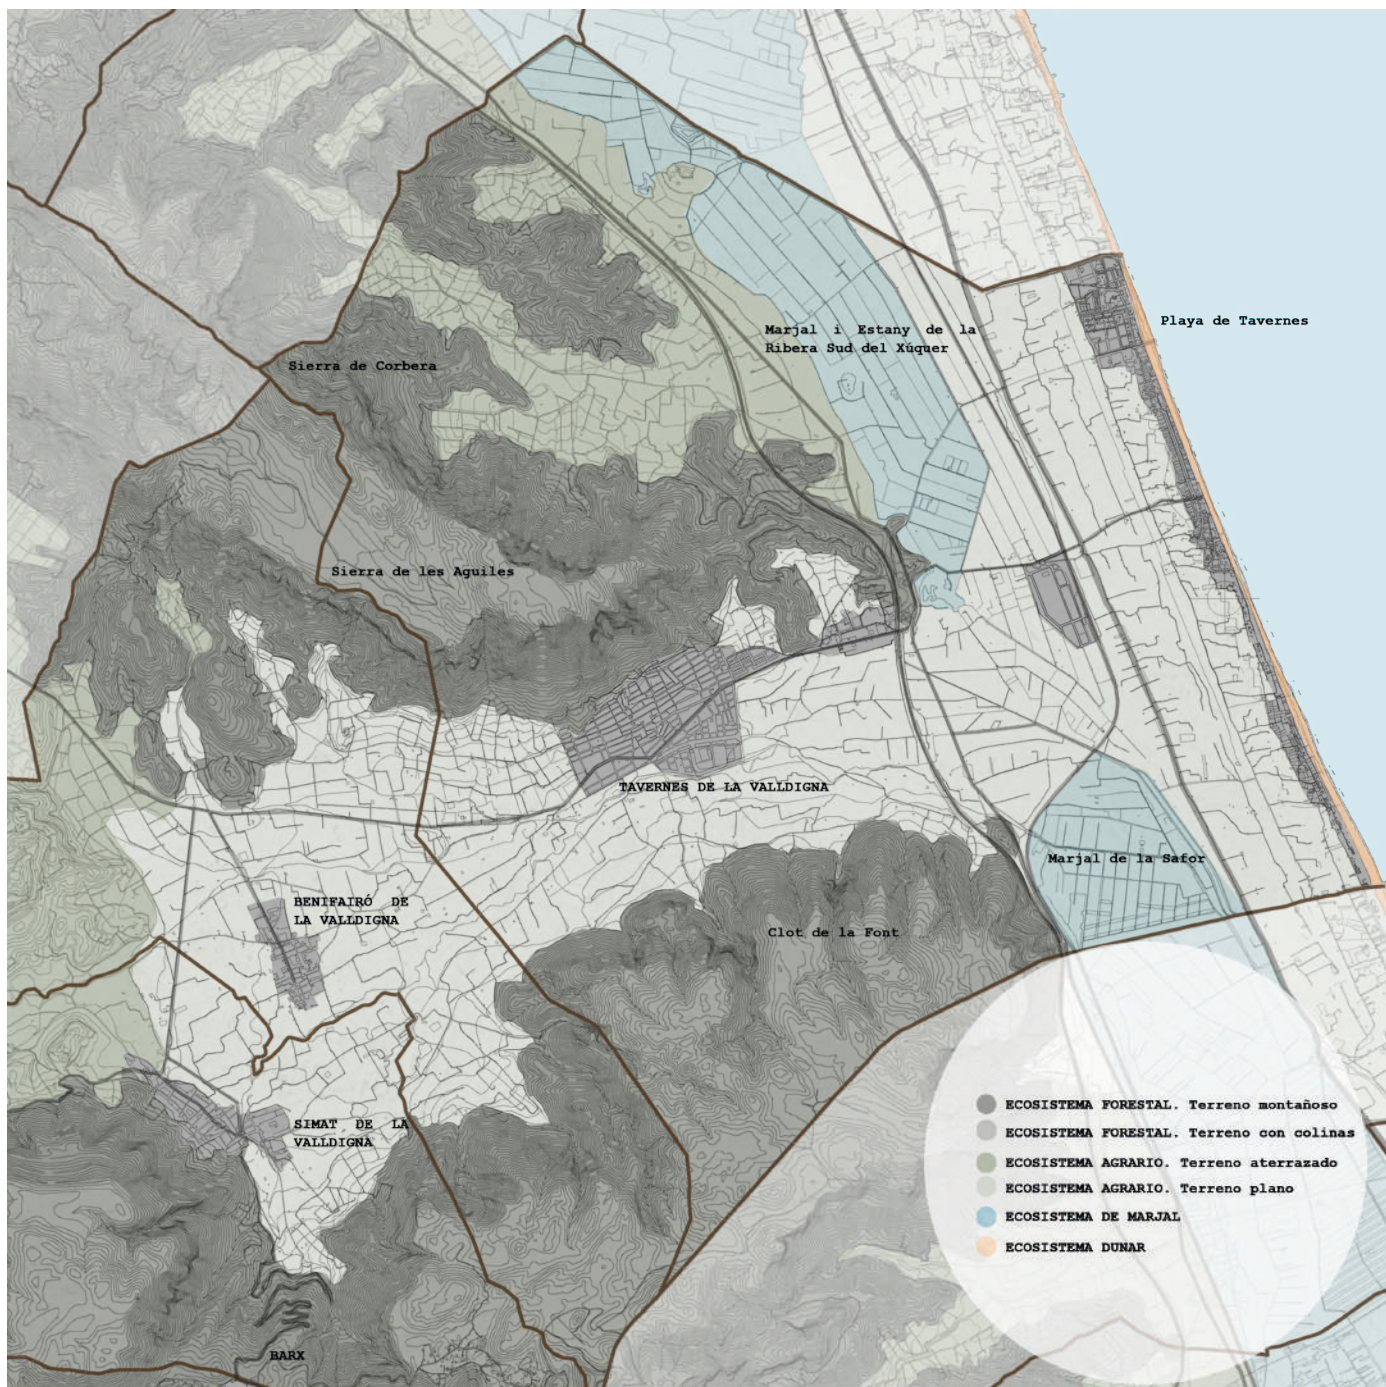 Playa de Tavernes
Marjal i Estany de la
Ribera Sud del Xúquer
Sierra de Corbera
Sierra de les Aguiles
TAVERNES DE LA VALLDIGNA
Marjal de la Safor
BENIFAIRÓ DE
LA VALLDIGNA
Clot de la Font
SIMAT DE LA
VALLDIGNA
BARX
ECOSISTEMA FORESTAL. Terreno montañoso
ECOSISTEMA FORESTAL. Terreno con colinas
ECOSISTEMA AGRARIO. Terreno aterrazado
ECOSISTEMA AGRARIO. Terreno plano
ECOSISTEMA DE MARJAL
ECOSISTEMA DUNAR